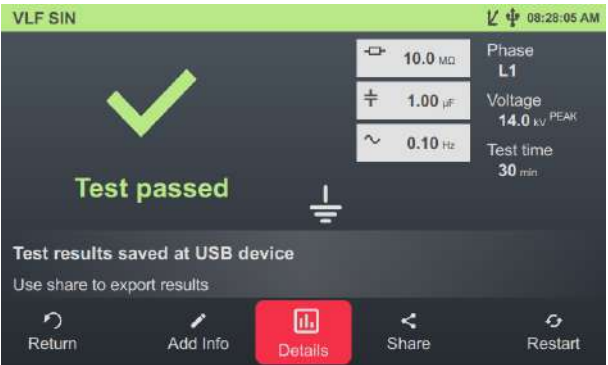 VLF SIN
08:28:05 AM
10.0 MΩ
1.00 µF
0.10 Hz
Phase
L1
Voltage
14.0 kV PEAK
Test time
30 min
Test passed
Test results saved at USB device
Use share to export results
Return
Add Info
Details
Share
Restart